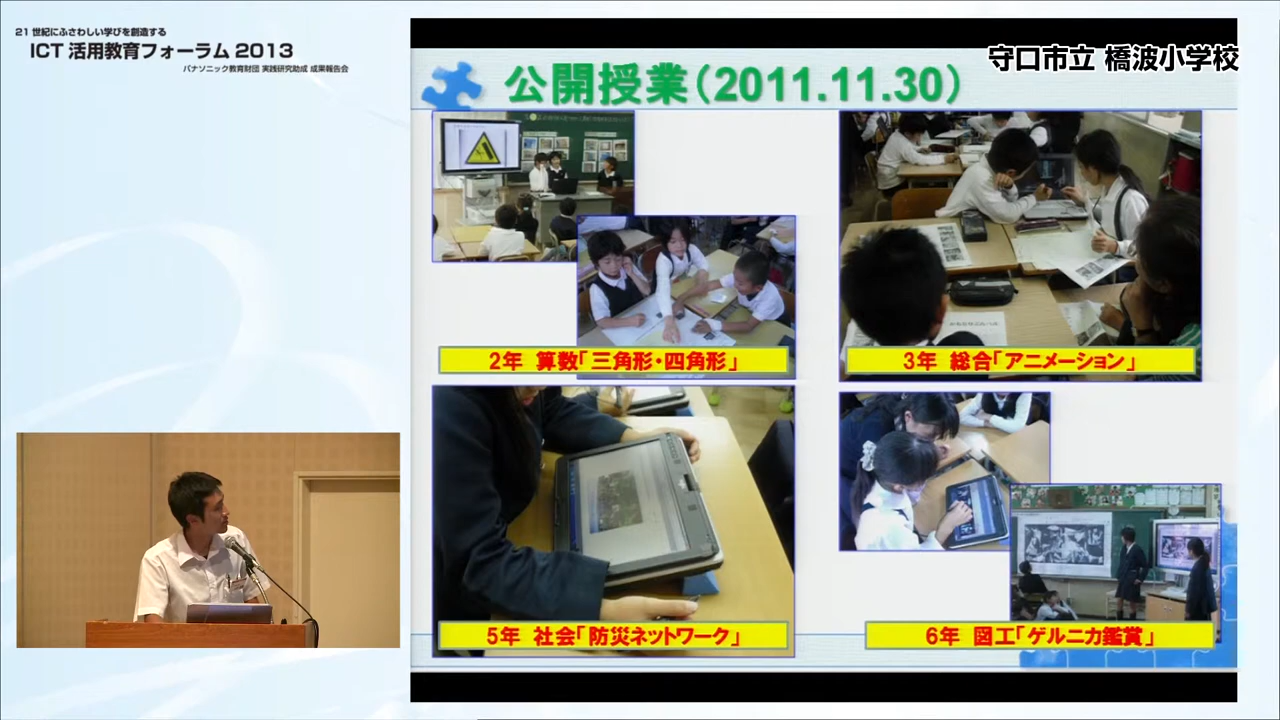 21世紀にふさわしい学びを創造する
ICT 活用教育フォーラム 2013
パナソニック教育財団 実践研究助成 成果報告会
守口市立 橋波小学校
公開授業(2011.11.30)
2年 算数「三角形・四角形」
3年 総合「アニメーション」
5年 社会「防災ネットワーク」
6年 図工「ゲルニカ鑑賞」